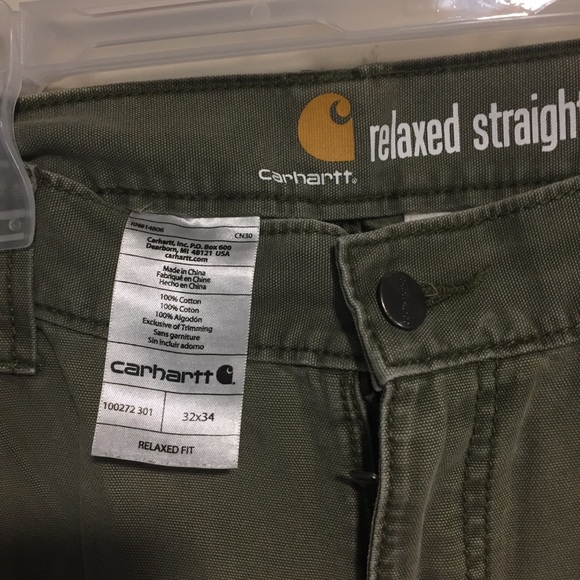 relaxed straight
Carhartt.
RN#14806 CN30
Carhartt, Inc. P.O. Box 600
Dearborn, MI 48121 USA
carhartt.com
Made in China
Fabriqué en Chine
Hecho en China
100% Cotton
100% Coton
100% Algodón
Exclusive of Trimming
Sans garniture
Sin incluir adorno
carhartt
100272 301 32x34
RELAXED FIT